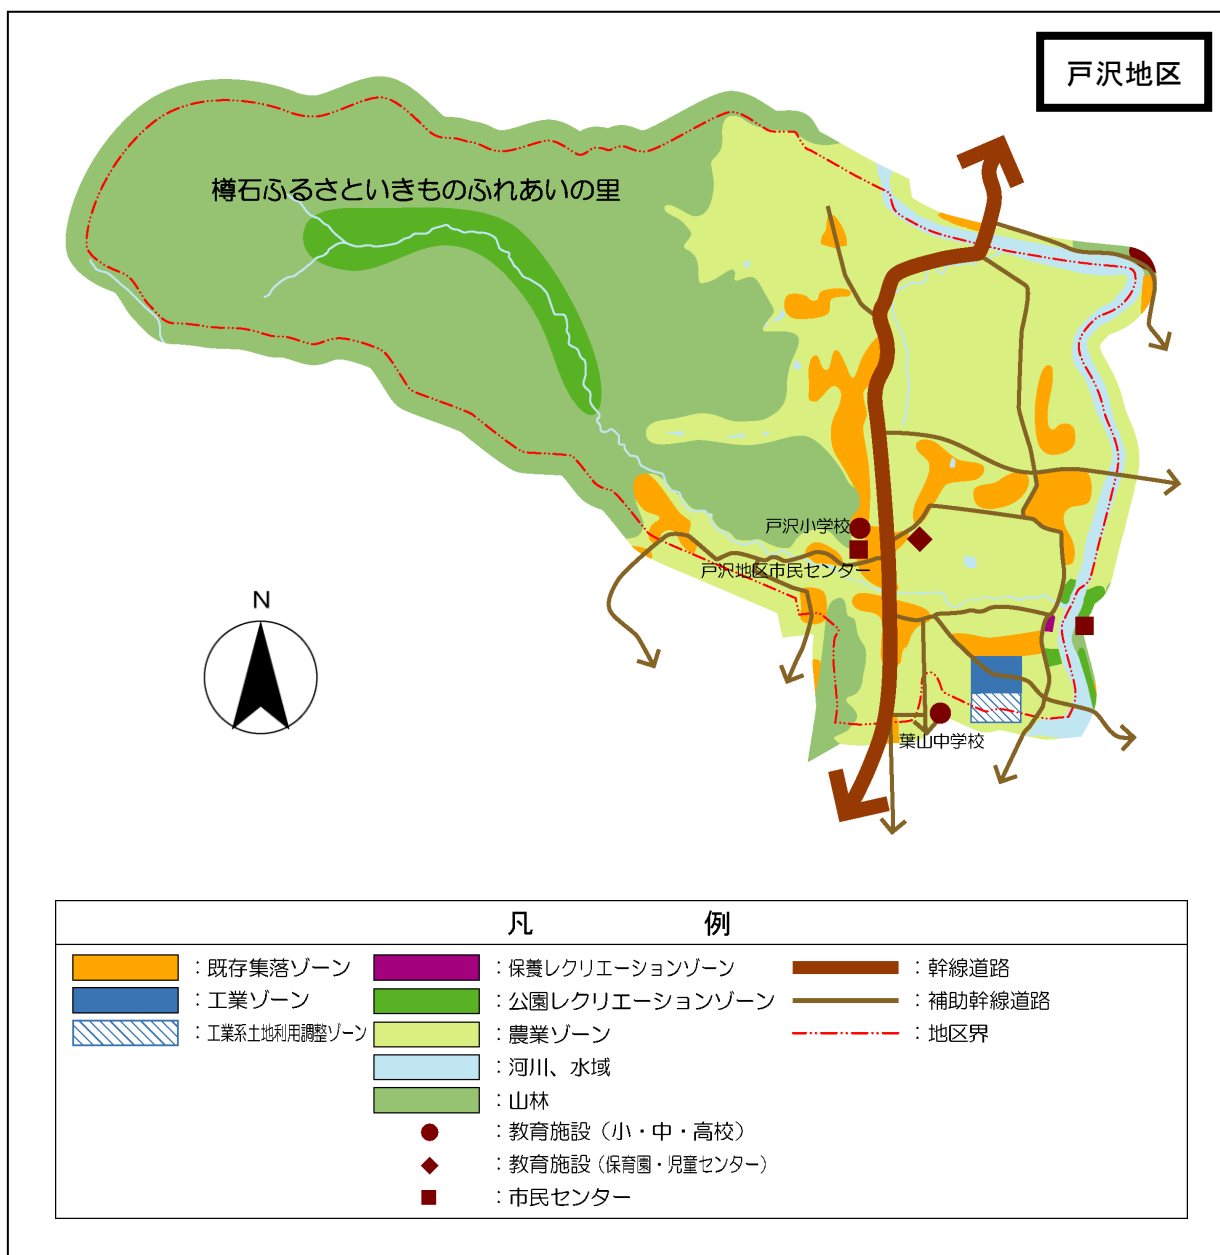 戸沢地区
樽石ふるさといきものふれあいの里
戸沢小学校
戸沢地区市民センター
N
葉山中学校
凡　例
：既存集落ゾーン
：工業ゾーン
：工業系土地利用調整ゾーン
：保養レクリエーションゾーン
：公園レクリエーションゾーン
：農業ゾーン
：河川、水域
：山林
：教育施設（小・中・高校）
：教育施設（保育園・児童センター）
：市民センター
：幹線道路
：補助幹線道路
：地区界